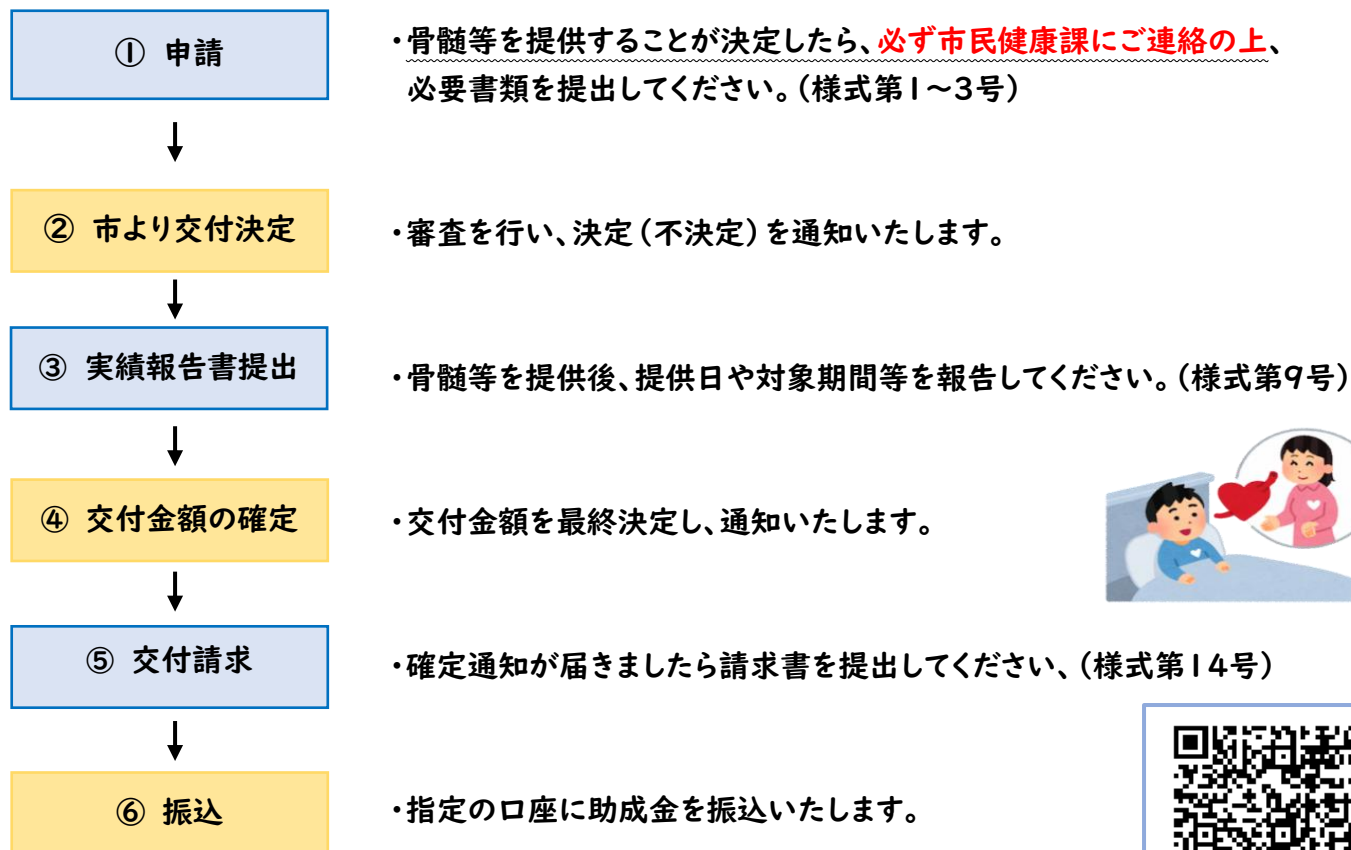 ① 申請
・骨髄等を提供することが決定したら、必ず市民健康課にご連絡の上、
必要書類を提出してください。(様式第1～3号)
② 市より交付決定
・審査を行い、決定(不決定)を通知いたします。
③ 実績報告書提出
・骨髄等を提供後、提供日や対象期間等を報告してください。(様式第9号)
④ 交付金額の確定
・交付金額を最終決定し、通知いたします。
⑤ 交付請求
・確定通知が届きましたら請求書を提出してください、(様式第14号)
⑥ 振込
・指定の口座に助成金を振込いたします。